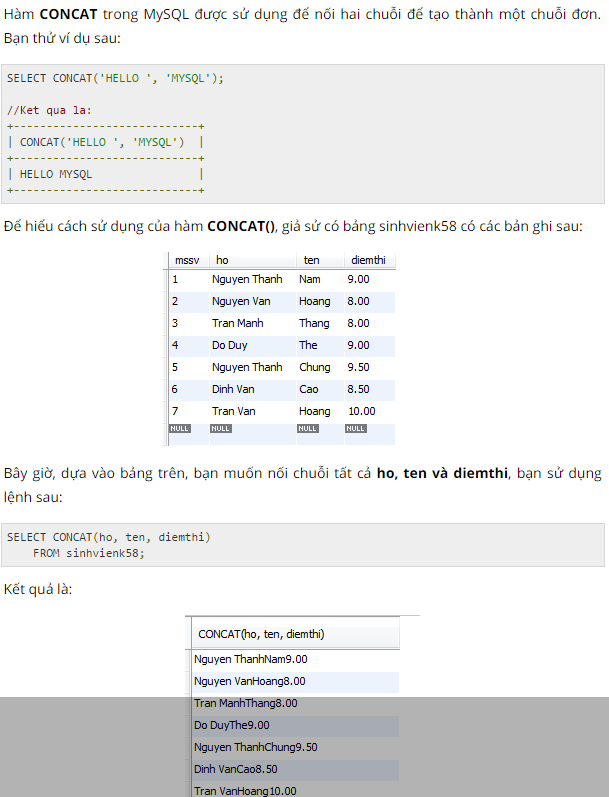 Hàm CONCAT trong MySQL được sử dụng để nối hai chuỗi để tạo thành một chuỗi đơn.
Bạn thử ví dụ sau:
SELECT CONCAT('HELLO ', 'MYSQL');
//Ket qua la:
+----------------------------+
| CONCAT('HELLO ', 'MYSQL')  |
+----------------------------+
| HELLO MYSQL                |
+----------------------------+
Để hiểu cách sử dụng của hàm CONCAT(), giả sử có bảng sinhvienk58 có các bản ghi sau:
mssv ho ten diemthi
1 Nguyen Thanh Nam 9.00
2 Nguyen Van Hoang 8.00
3 Tran Manh Thang 8.00
4 Do Duy The 9.00
5 Nguyen Thanh Chung 9.50
6 Dinh Van Cao 8.50
7 Tran Van Hoang 10.00
NULL NULL NULL NULL
Bây giờ, dựa vào bảng trên, bạn muốn nối chuỗi tất cả ho, ten và diemthi, bạn sử dụng
lệnh sau:
SELECT CONCAT(ho, ten, diemthi)
    FROM sinhvienk58;
Kết quả là:
CONCAT(ho, ten, diemthi)
Nguyen ThanhNam9.00
Nguyen VanHoang8.00
Tran ManhThang8.00
Do DuyThe9.00
Nguyen ThanhChung9.50
Dinh VanCao8.50
Tran VanHoang10.00